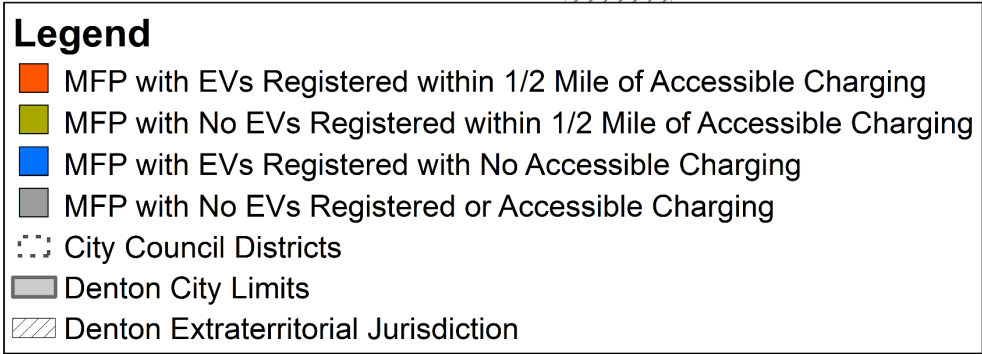 Legend
MFP with EVs Registered within 1/2 Mile of Accessible Charging
MFP with No EVs Registered within 1/2 Mile of Accessible Charging
MFP with EVs Registered with No Accessible Charging
MFP with No EVs Registered or Accessible Charging
City Council Districts
Denton City Limits
Denton Extraterritorial Jurisdiction